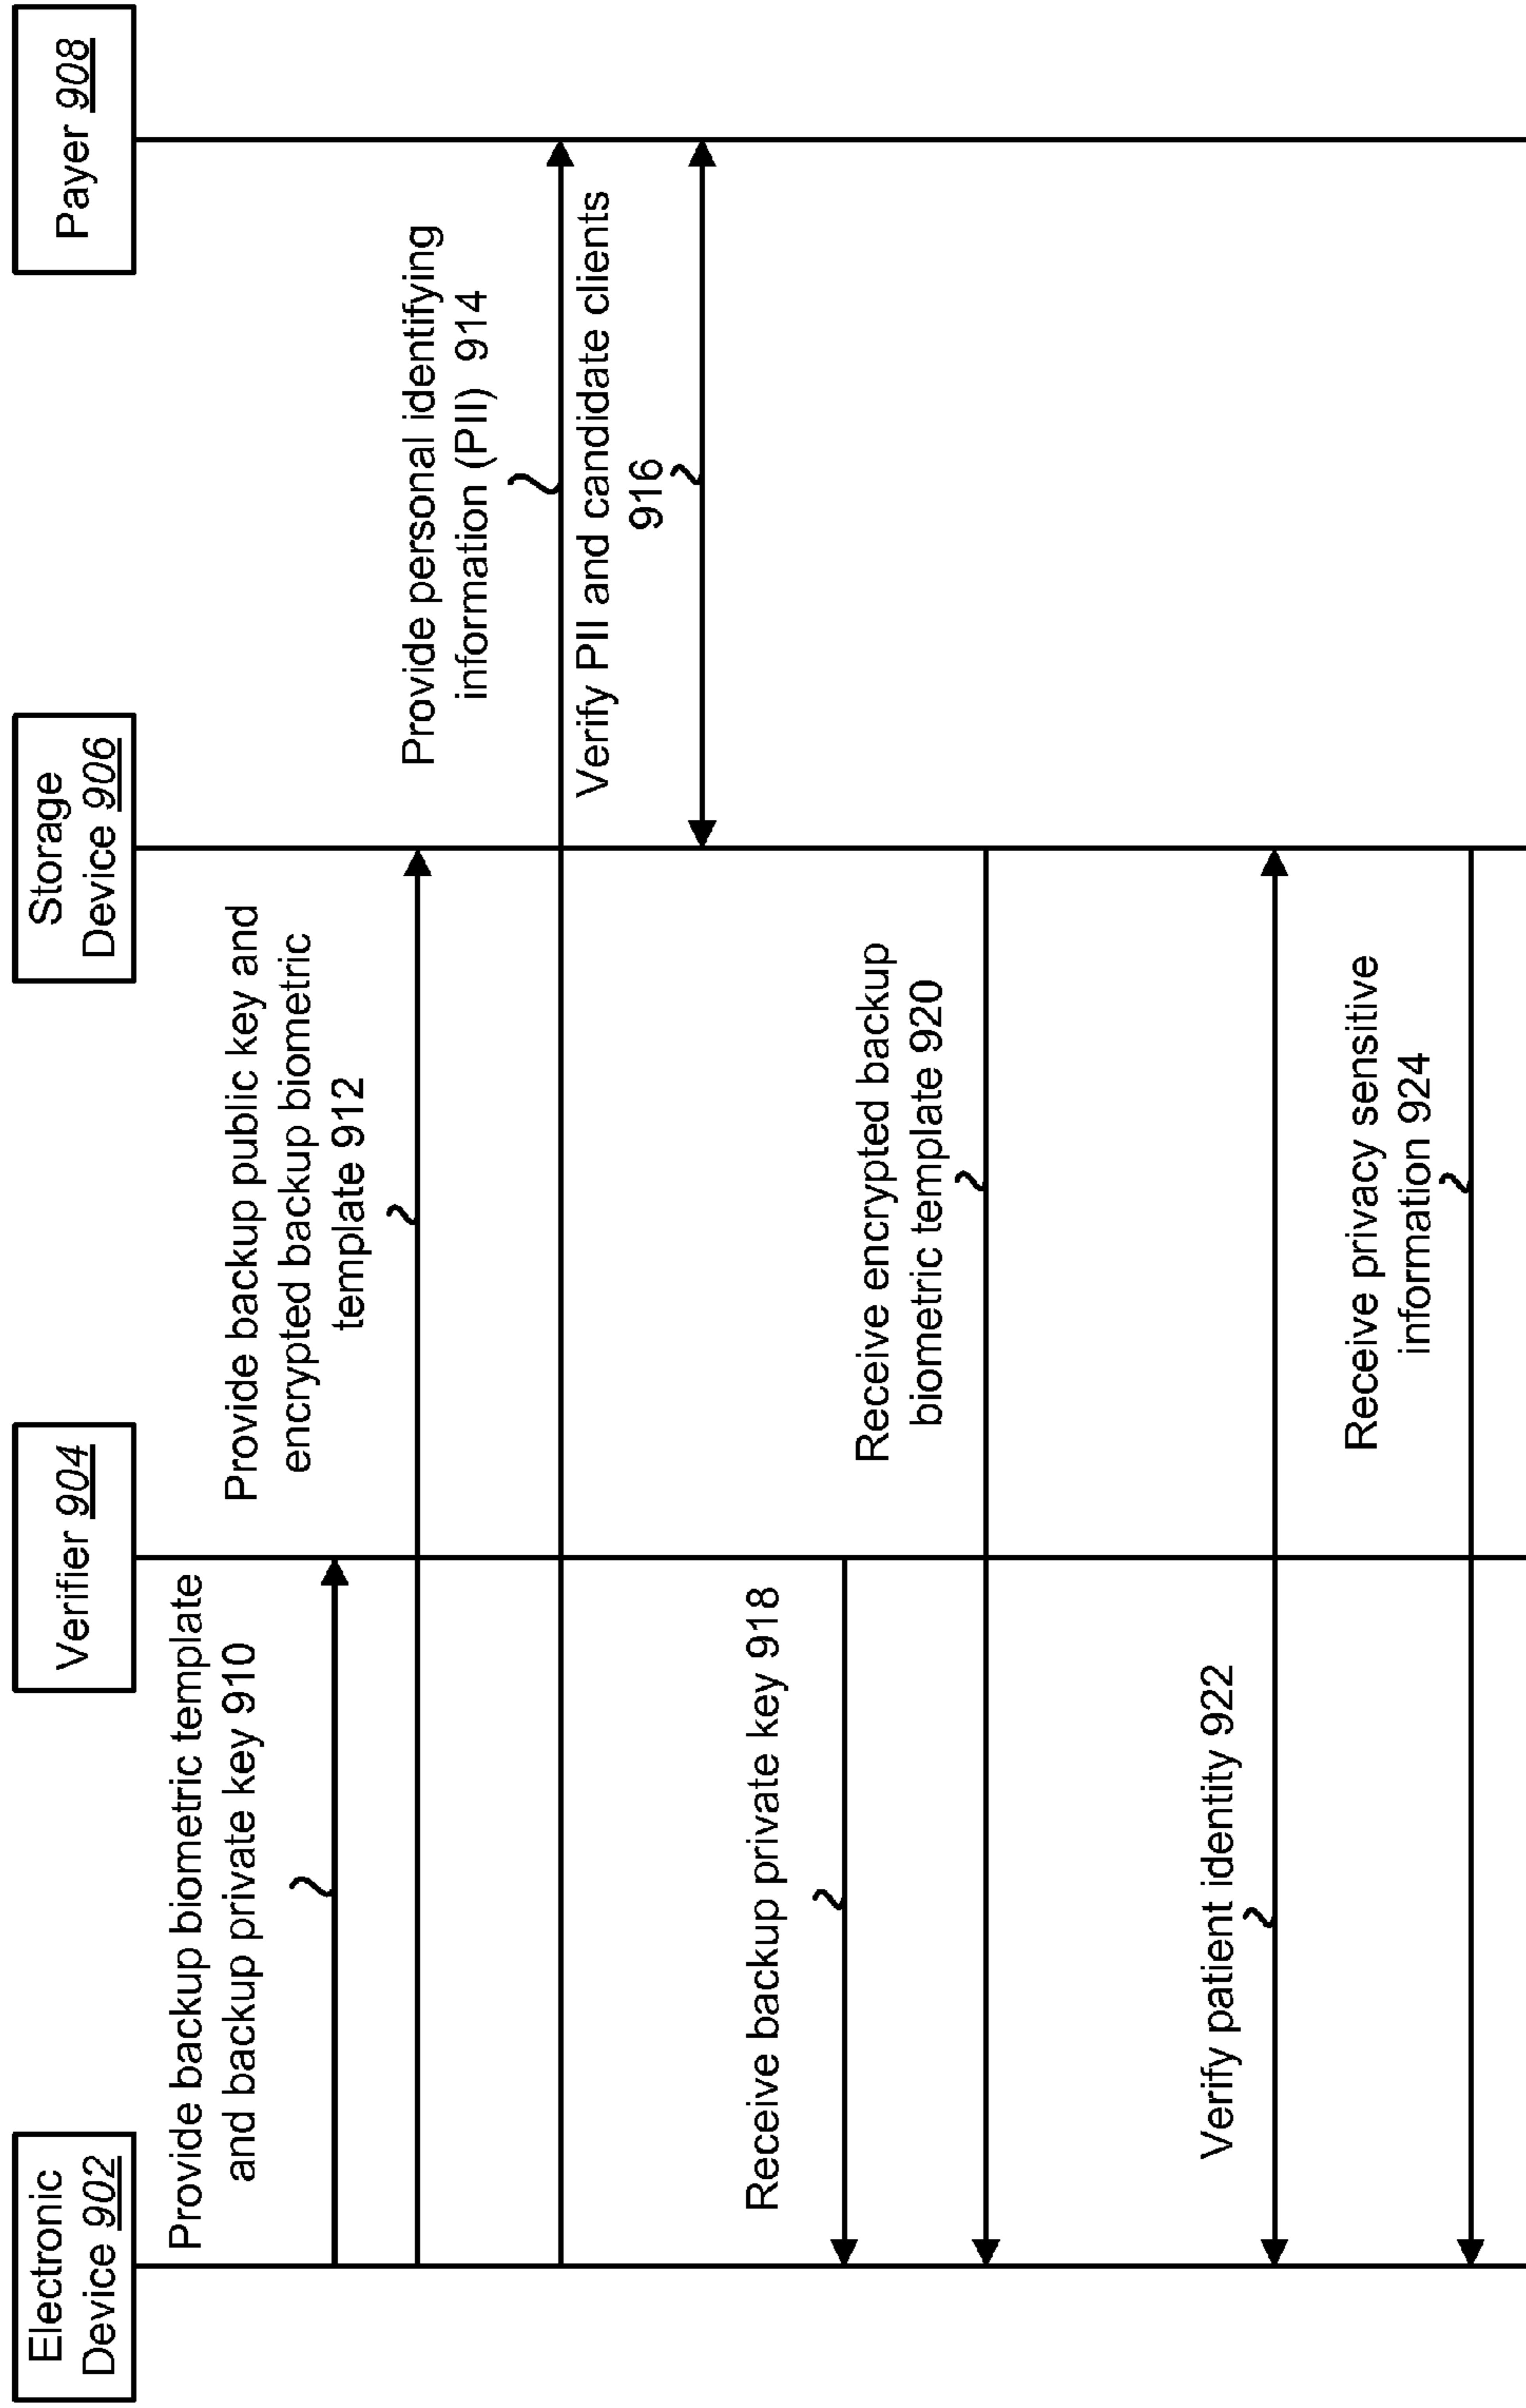 Electronic
Device 902
Verifier 904
Storage
Device 906
Payer 908
Provide backup biometric template
and backup private key 910
Provide backup public key and
encrypted backup biometric
template 912
Provide personal identifying
information (PII) 914
Verify PII and candidate clients
916
Receive backup private key 918
Receive encrypted backup
biometric template 920
Verify patient identity 922
Receive privacy sensitive
information 924